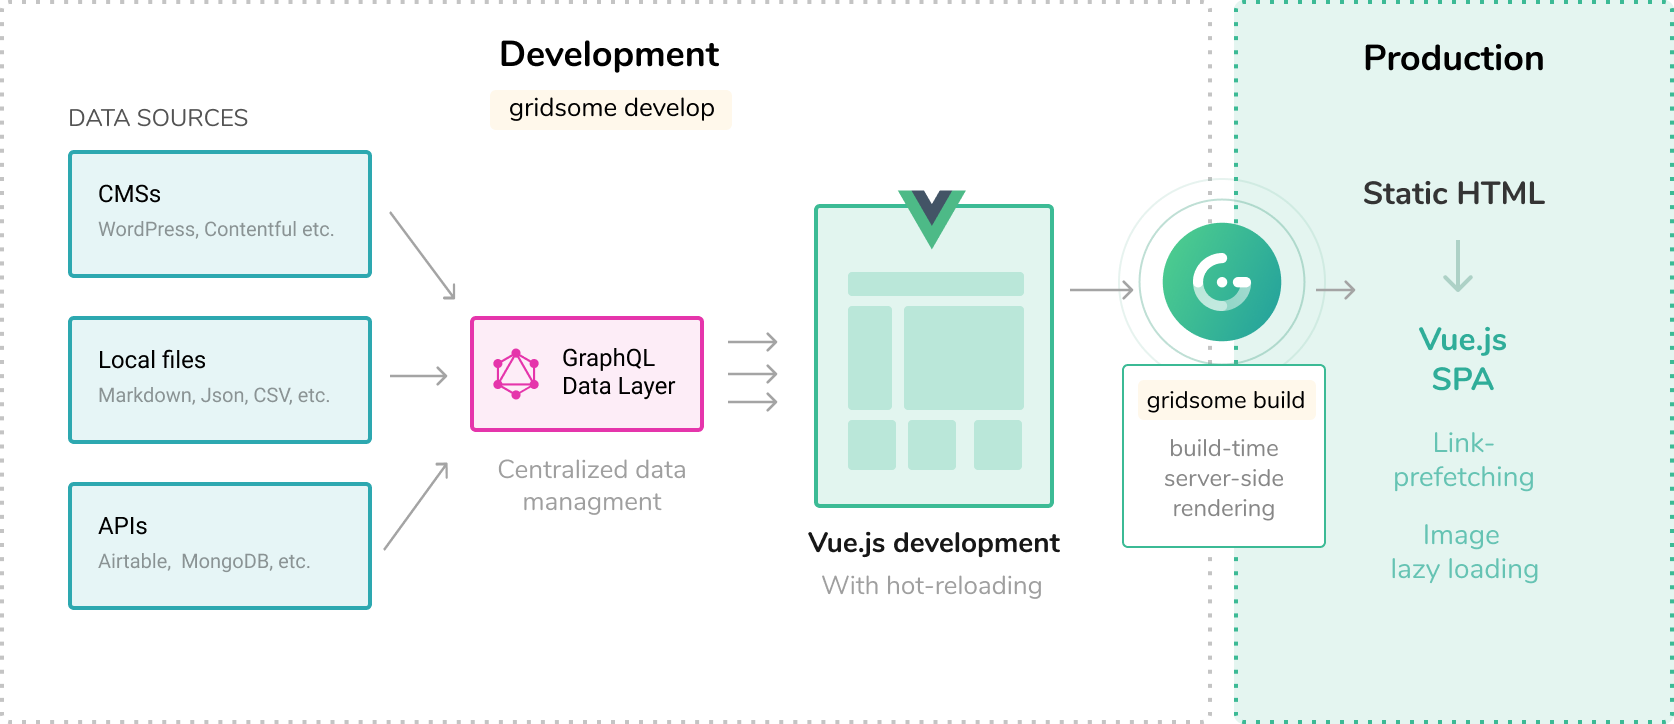 Development
gridsome develop
DATA SOURCES
CMSs
WordPress, Contentful etc.
Local files
Markdown, Json, CSV, etc.
APIs
Airtable,  MongoDB, etc.
GraphQL
Data Layer
Centralized data
managment
Vue.js development
With hot-reloading
gridsome build
build-time
server-side
rendering
Production
Static HTML
Vue.js
SPA
Link-
prefetching
Image
lazy loading